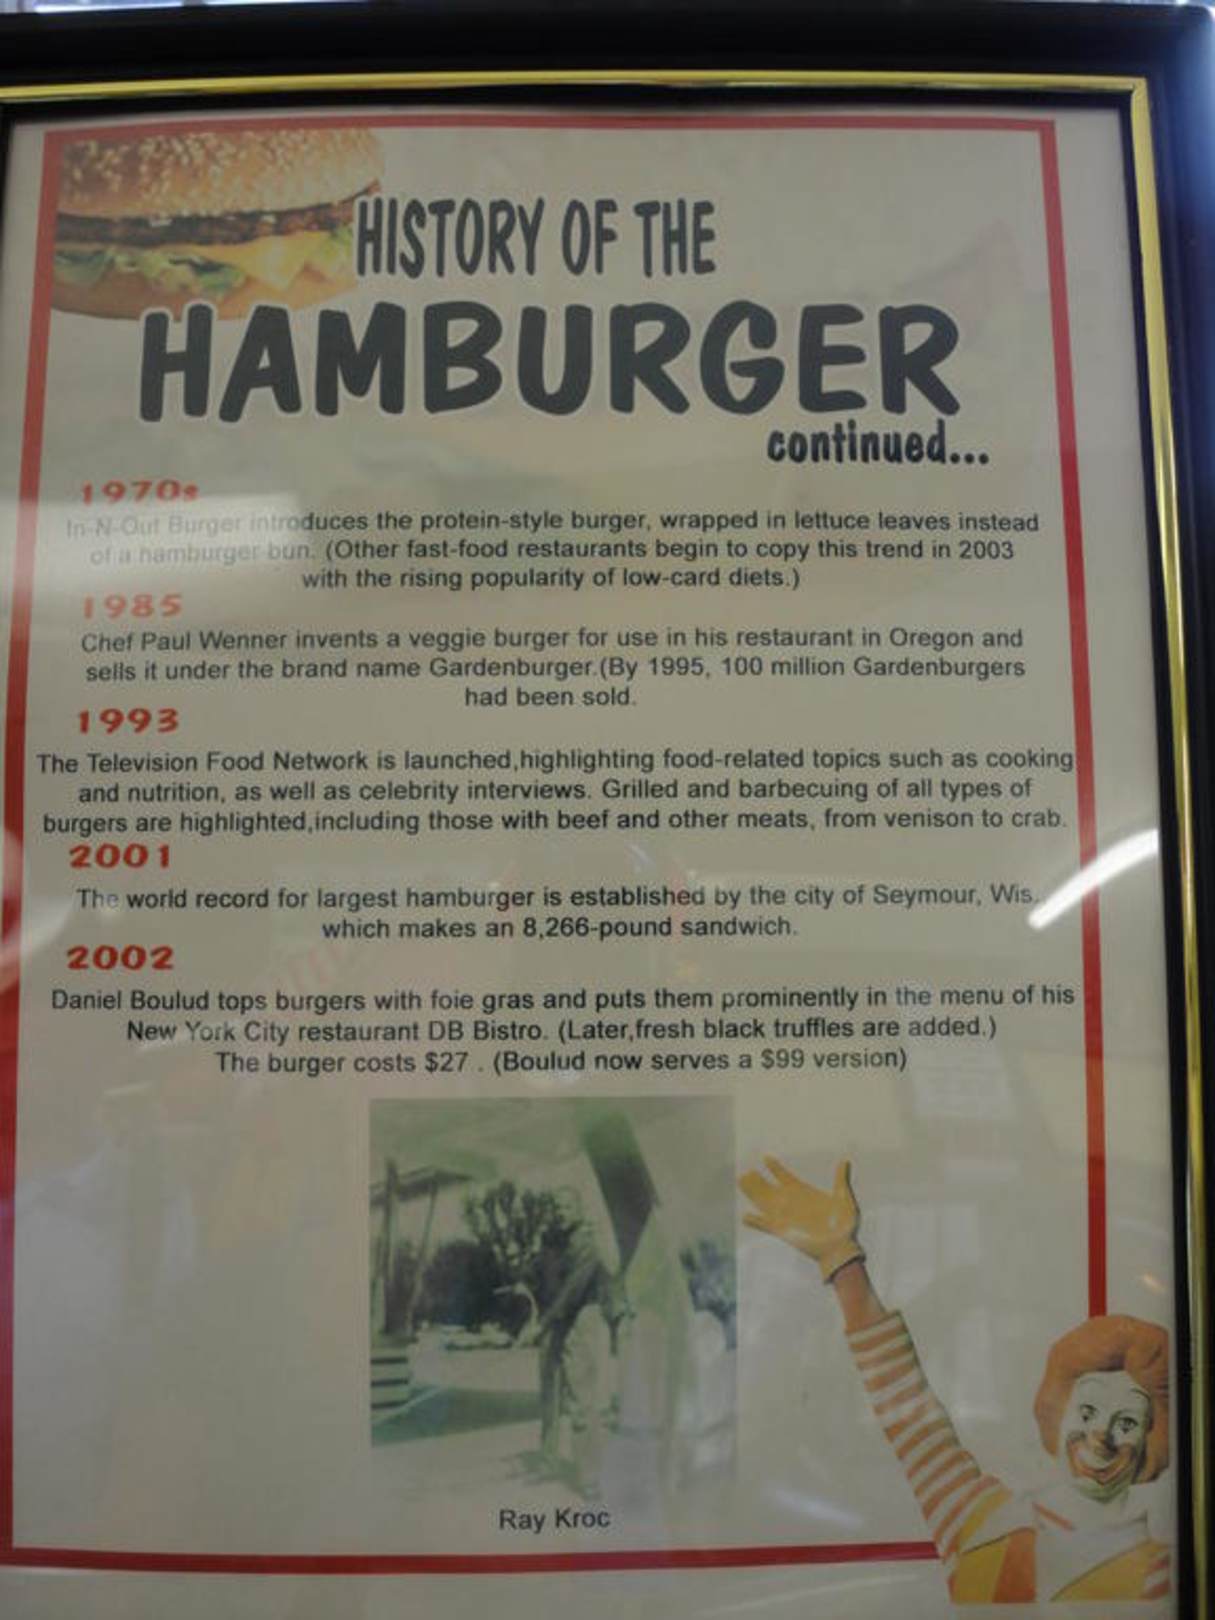 HISTORY OF THE
HAMBURGER
continued...
1970s
In-N-Out Burger introduces the protein-style burger, wrapped in lettuce leaves instead
of a hamburger bun. (Other fast-food restaurants begin to copy this trend in 2003
with the rising popularity of low-card diets.)
1985
Chef Paul Wenner invents a veggie burger for use in his restaurant in Oregon and
sells it under the brand name Gardenburger.(By 1995, 100 million Gardenburgers
had been sold.
1993
The Television Food Network is launched,highlighting food-related topics such as cooking
and nutrition, as well as celebrity interviews. Grilled and barbecuing of all types of
burgers are highlighted,including those with beef and other meats, from venison to crab.
2001
The world record for largest hamburger is established by the city of Seymour, Wis.
which makes an 8,266-pound sandwich.
2002
Daniel Boulud tops burgers with foie gras and puts them prominently in the menu of his
New York City restaurant DB Bistro. (Later,fresh black truffles are added.)
The burger costs $27 . (Boulud now serves a $99 version)
Ray Kroc